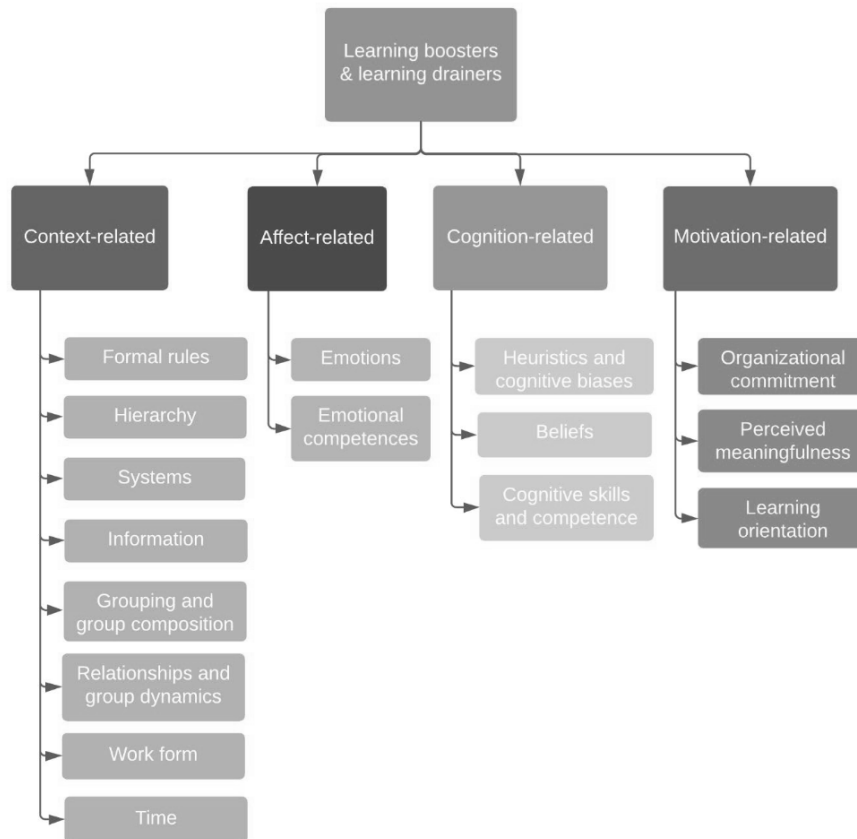 Learning boosters
& learning drainers
Context-related
Affect-related
Cognition-related
Motivation-related
Formal rules
Hierarchy
Systems
Information
Grouping and
group composition
Relationships and
group dynamics
Work form
Time
Emotions
Emotional
competences
Heuristics and
cognitive biases
Beliefs
Cognitive skills
and competence
Organizational
commitment
Perceived
meaningfulness
Learning
orientation